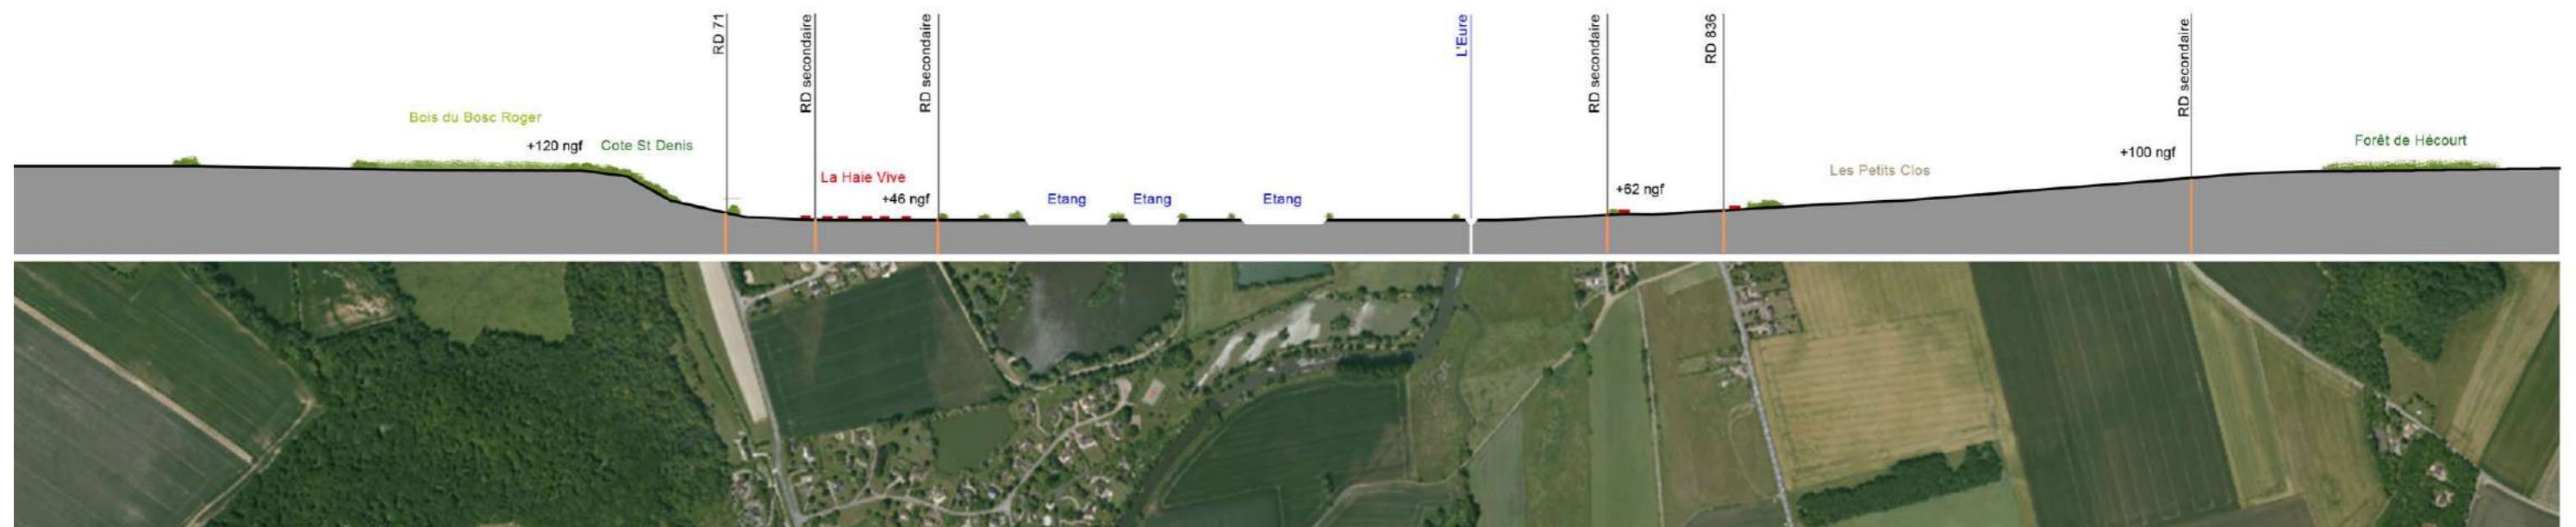 RD 71
RD secondaire
RD secondaire
L'Eure
RD secondaire
RD 836
RD secondaire
Bois du Bosc Roger
+120 ngf
Cote St Denis
La Haie Vive
+46 ngf
Etang
Etang
Etang
+62 ngf
Les Petits Clos
+100 ngf
Forêt de Hécourt